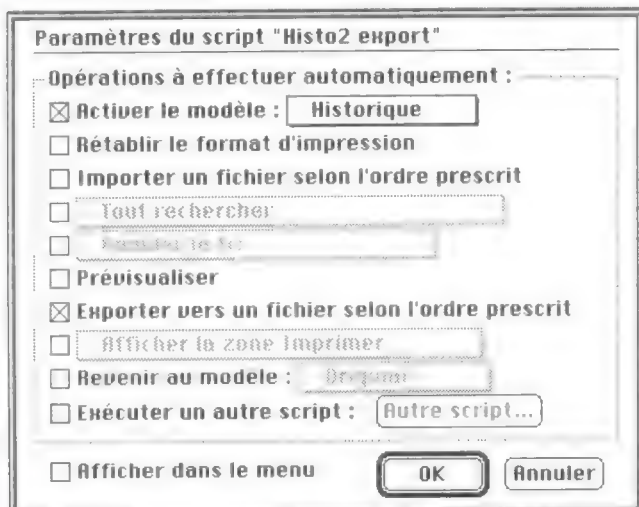 Paramètres du script "Histo2 export"
Opérations à effectuer automatiquement :
Activer le modèle : Historique
Rétablir le format d'impression
Importer un fichier selon l'ordre prescrit
Tout rechercher
Prévisualiser
Exporter vers un fichier selon l'ordre prescrit
Afficher la zone Imprimer
Revenir au modèle :
Exécuter un autre script : Autre script...
Afficher dans le menu OK Annuler